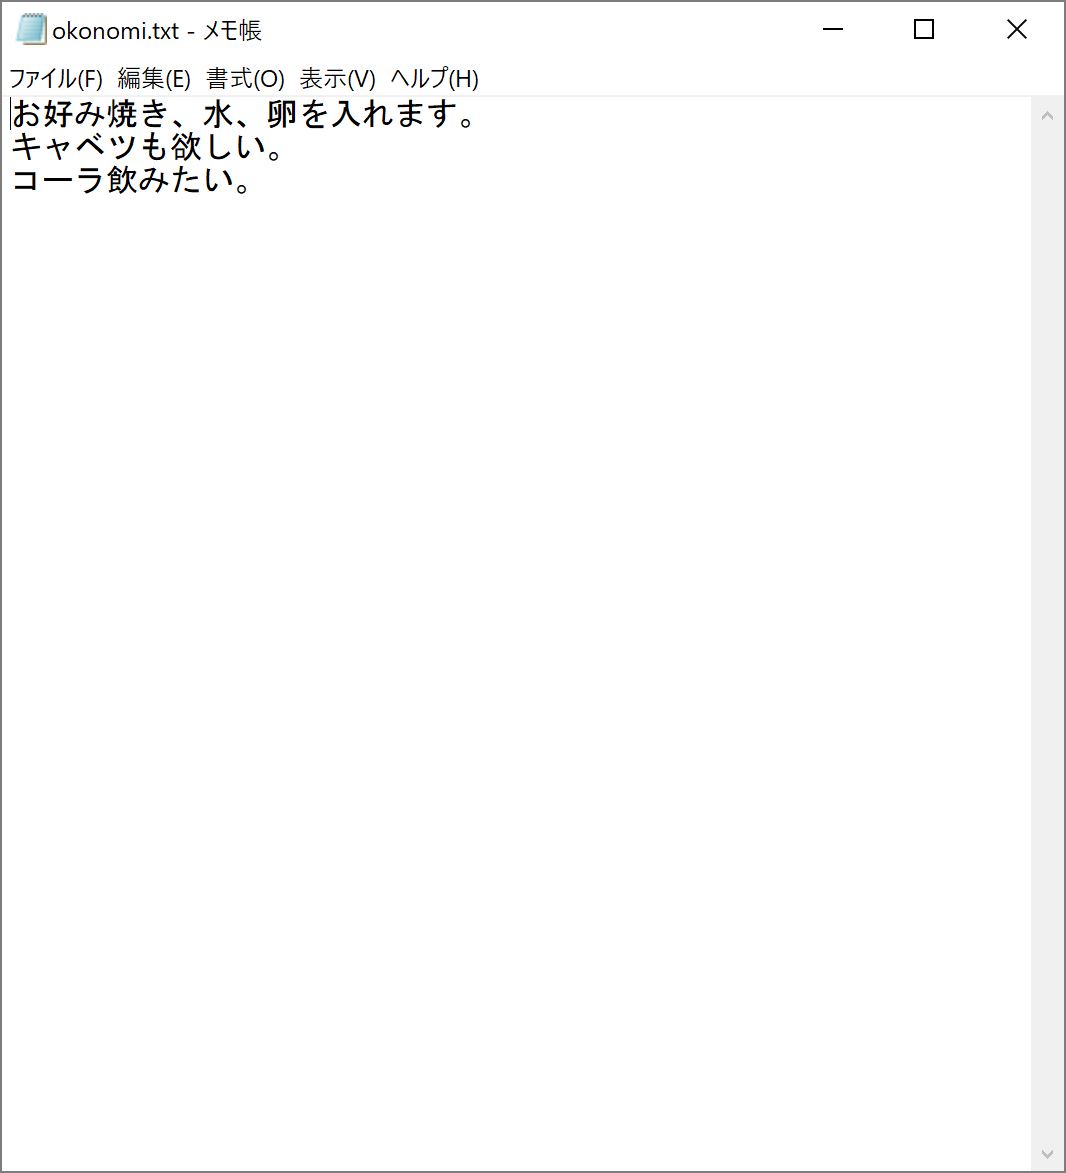 okonomi.txt - メモ帳
ファイル(F) 編集(E) 書式(O) 表示(V) ヘルプ(H)
お好み焼き、水、卵を入れます。
キャベツも欲しい。
コーラ飲みたい。